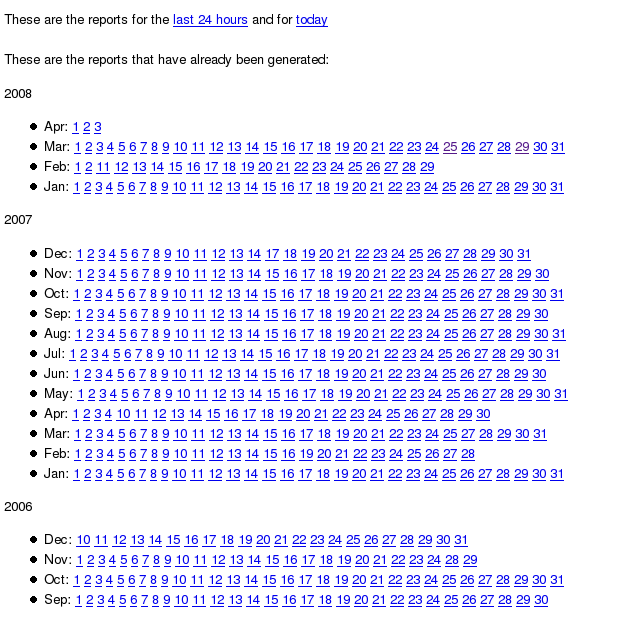 These are the reports for the last 24 hours and for today
These are the reports that have already been generated:
2008
Apr: 1 2 3
Mar: 1 2 3 4 5 6 7 8 9 10 11 12 13 14 15 16 17 18 19 20 21 22 23 24 25 26 27 28 29 30 31
Feb: 1 2 11 12 13 14 15 16 17 18 19 20 21 22 23 24 25 26 27 28 29
Jan: 1 2 3 4 5 6 7 8 9 10 11 12 13 14 15 16 17 18 19 20 21 22 23 24 25 26 27 28 29 30 31
2007
Dec: 1 2 3 4 5 6 7 8 9 10 11 12 13 14 17 18 19 20 21 22 23 24 25 26 27 28 29 30 31
Nov: 1 2 3 4 5 6 7 8 9 10 11 12 13 14 15 16 17 18 19 20 21 22 23 24 25 26 27 28 29 30
Oct: 1 2 3 4 5 6 7 8 9 10 11 12 13 14 15 16 17 18 19 20 21 22 23 24 25 26 27 28 29 30 31
Sep: 1 2 3 4 5 6 7 8 9 10 11 12 13 14 15 16 17 18 19 20 21 22 23 24 25 26 27 28 29 30
Aug: 1 2 3 4 5 6 7 8 9 10 11 12 13 14 15 16 17 18 19 20 21 22 23 24 25 26 27 28 29 30 31
Jul: 1 2 3 4 5 6 7 8 9 10 11 12 13 14 15 16 17 18 19 20 21 22 23 24 25 26 27 28 29 30 31
Jun: 1 2 3 4 5 6 7 8 9 10 11 12 13 14 15 16 17 18 19 20 21 22 23 24 25 26 27 28 29 30
May: 1 2 3 4 5 6 7 8 9 10 11 12 13 14 15 16 17 18 19 20 21 22 23 24 25 26 27 28 29 30 31
Apr: 1 2 3 4 10 11 12 13 14 15 16 17 18 19 20 21 22 23 24 25 26 27 28 29 30
Mar: 1 2 3 4 5 6 7 8 9 10 11 12 13 14 15 16 17 18 19 20 21 22 23 24 25 27 28 29 30 31
Feb: 1 2 3 4 5 6 7 8 9 10 11 12 13 14 15 16 19 20 21 22 23 24 25 26 27 28
Jan: 1 2 3 4 5 6 7 8 9 10 11 12 13 14 15 16 17 18 19 20 21 22 23 24 25 26 27 28 29 30 31
2006
Dec: 10 11 12 13 14 15 16 17 18 19 20 21 22 23 24 25 26 27 28 29 30 31
Nov: 1 2 3 4 5 6 7 8 9 10 11 12 13 14 15 16 17 18 19 20 21 22 23 24 28 29
Oct: 1 2 3 4 5 6 7 8 9 10 11 12 13 14 15 16 17 18 19 20 21 22 23 24 25 26 27 28 29 30 31
Sep: 1 2 3 4 5 6 7 8 9 10 11 12 13 14 15 16 17 18 19 20 21 22 23 24 25 26 27 28 29 30